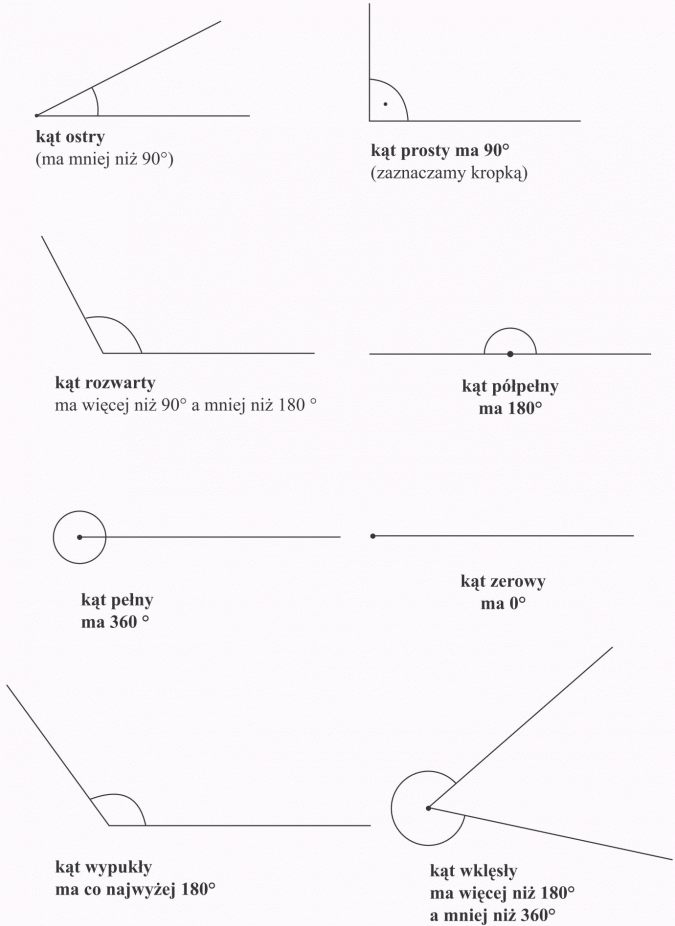 kąt ostry
(ma mniej niż 90°)
kąt prosty ma 90°
(zaznaczamy kropką)
kąt rozwarty
ma więcej niż 90° a mniej niż 180 °
kąt półpełny
ma 180°
kąt pełny
ma 360 °
kąt zerowy
ma 0°
kąt wypukły
ma co najwyżej 180°
kąt wklęsły
ma więcej niż 180°
a mniej niż 360°